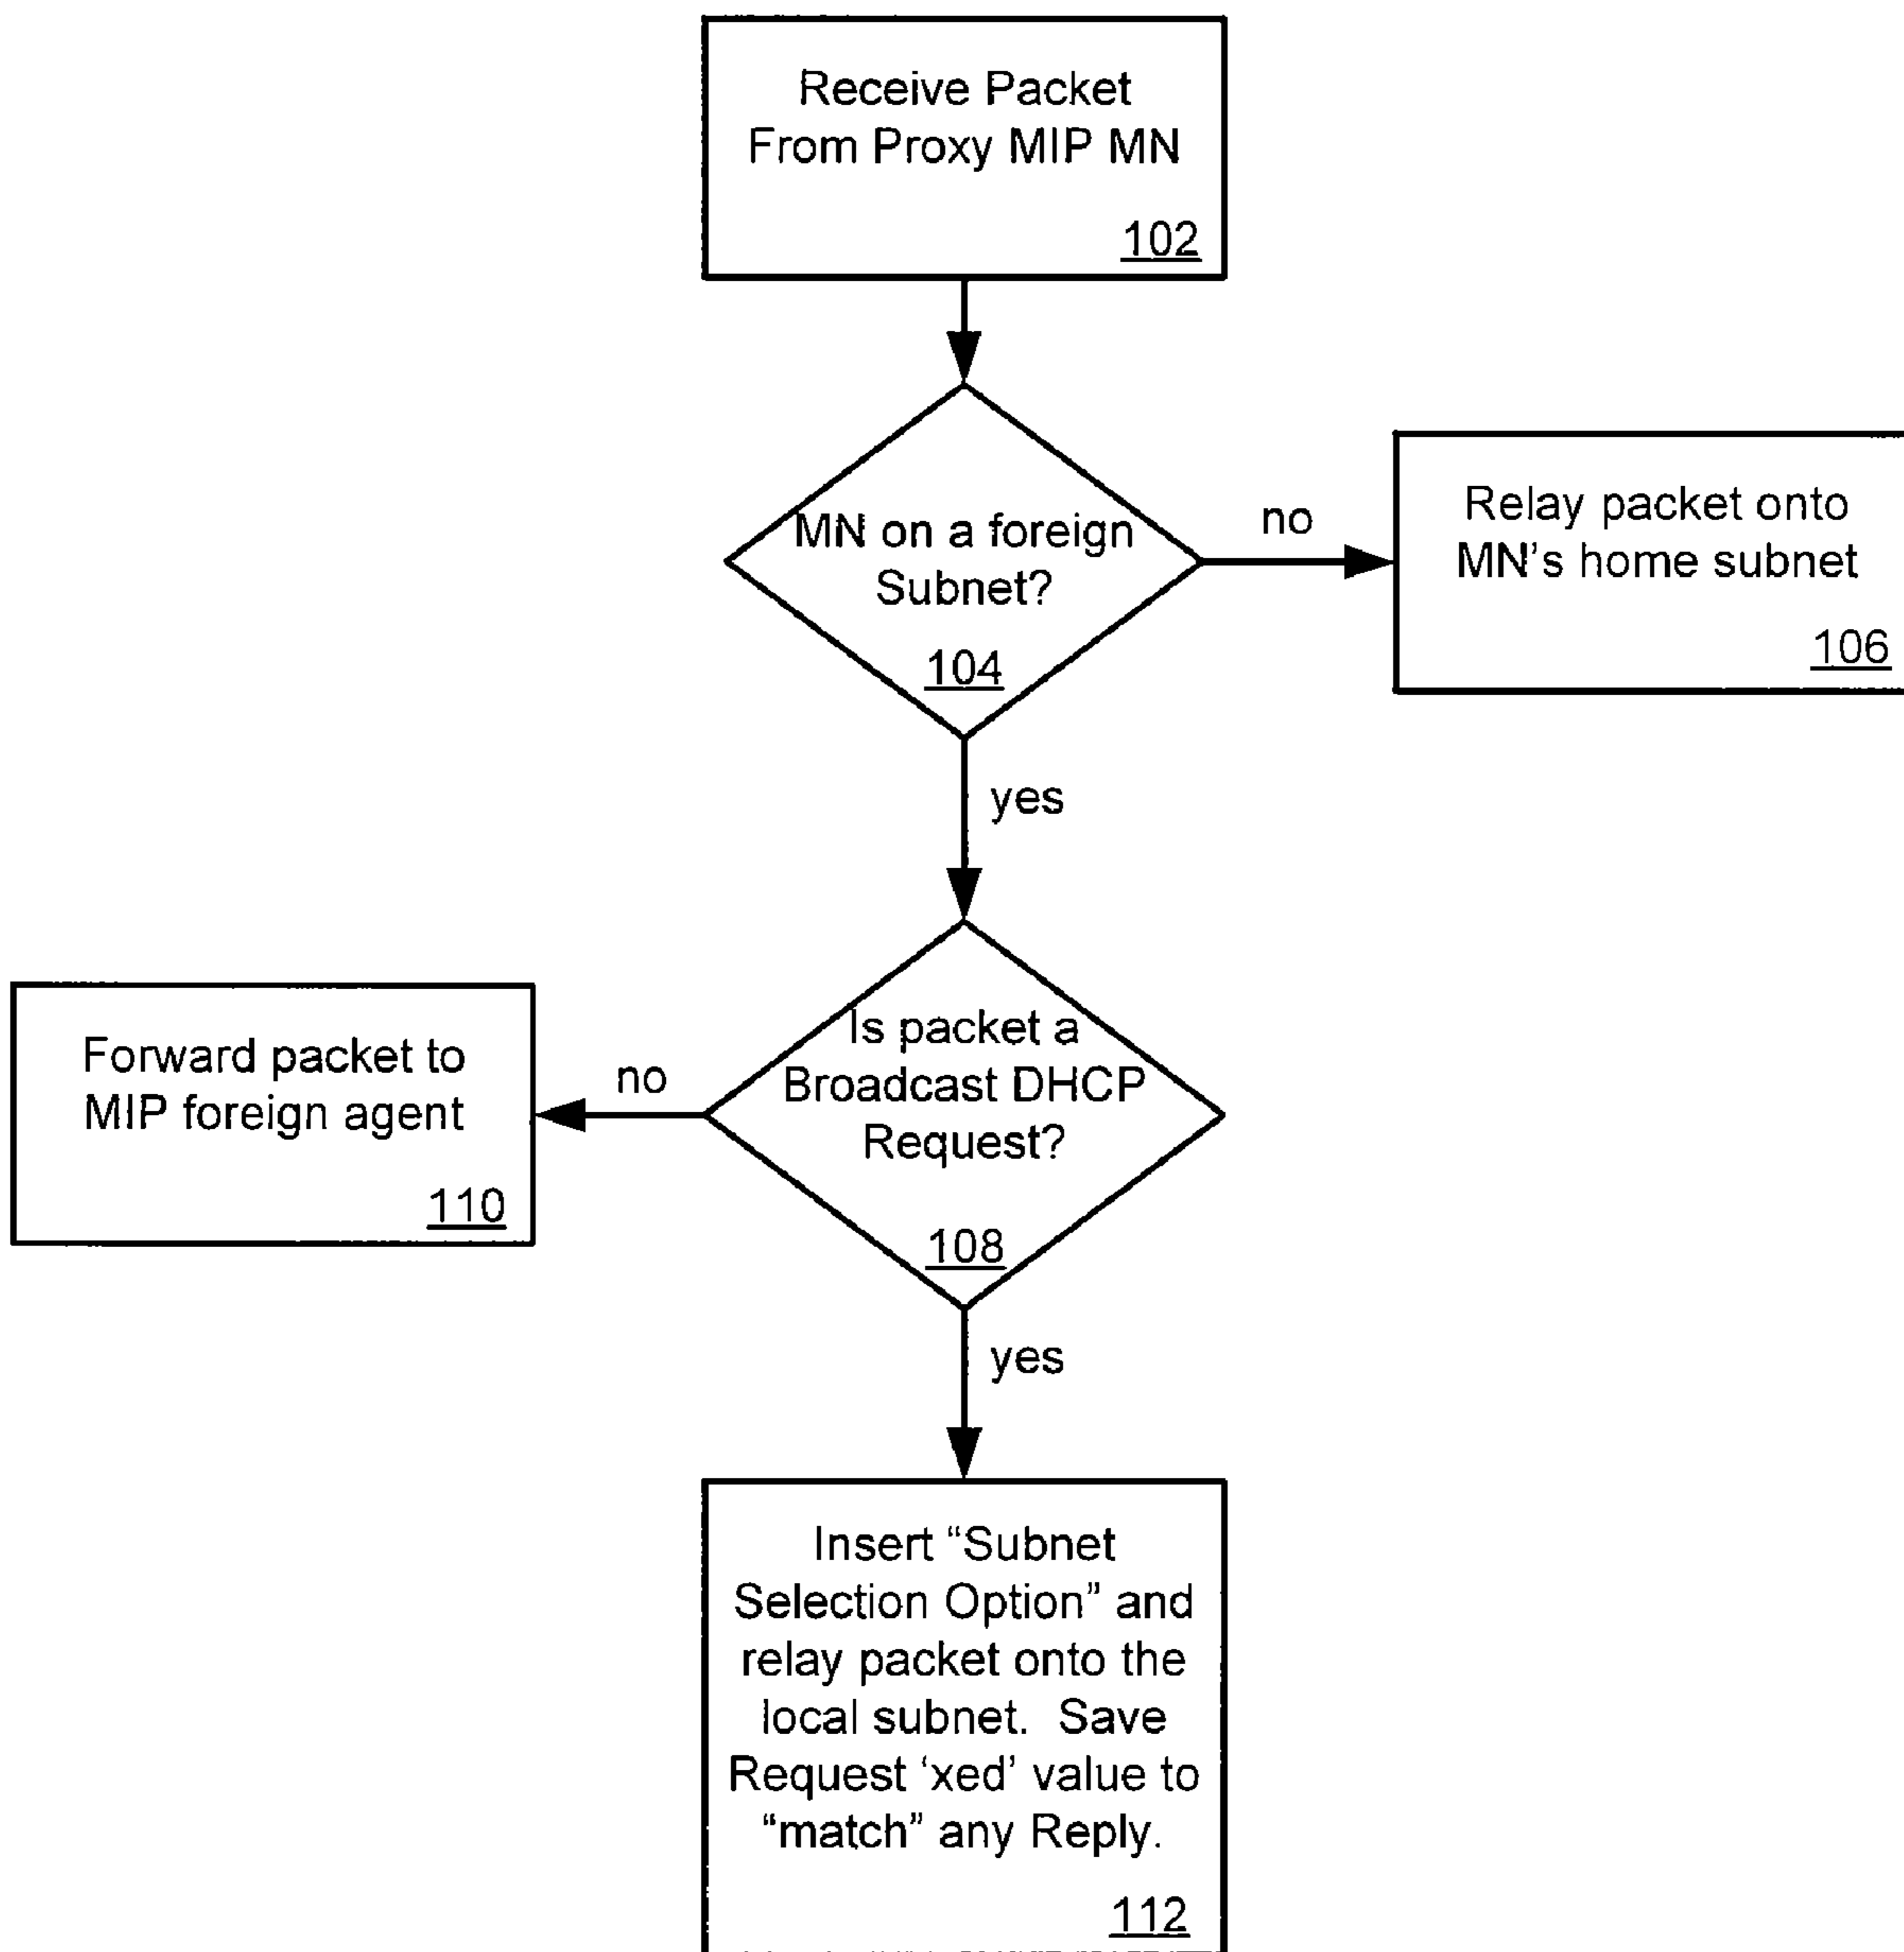 Receive Packet
From Proxy MIP MN
102
MN on a foreign
Subnet?
104
no
Relay packet onto
MN's home subnet
106
yes
Is packet a
Broadcast DHCP
Request?
108
no
Forward packet to
MIP foreign agent
110
yes
Insert “Subnet
Selection Option” and
relay packet onto the
local subnet. Save
Request ‘xed’ value to
“match” any Reply.
112